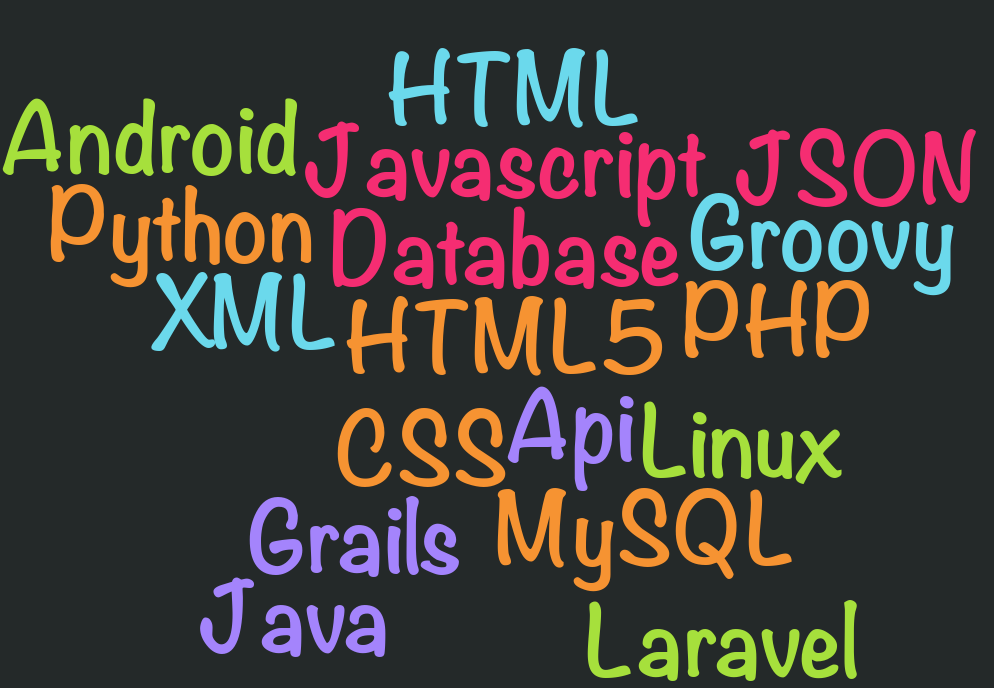 HTML
Android Javascript JSON
Python Database Groovy
XML HTML5 PHP
CSS Api Linux
Grails MySQL
Java Laravel